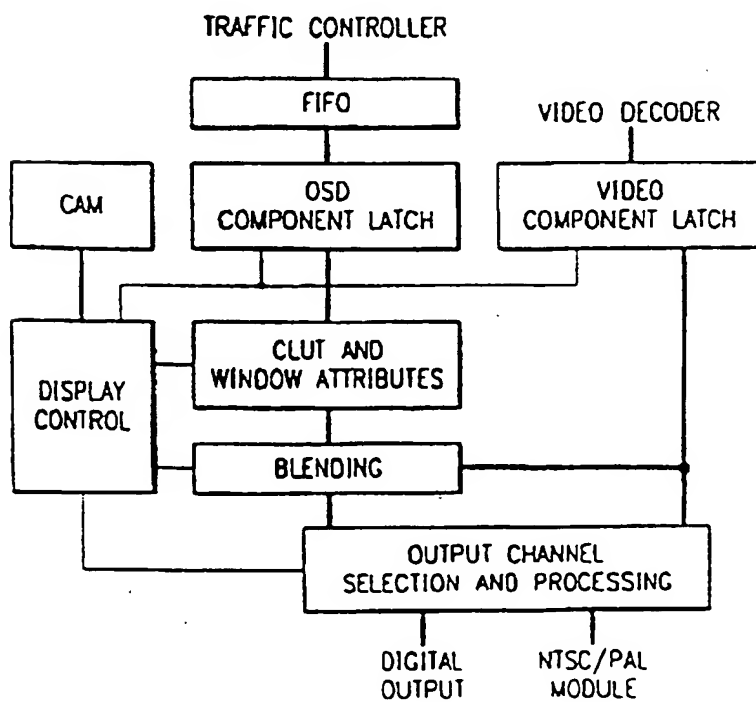 TRAFFIC CONTROLLER
FIFO
VIDEO DECODER
CAM
OSD
COMPONENT LATCH
VIDEO
COMPONENT LATCH
CLUT AND
WINDOW ATTRIBUTES
DISPLAY
CONTROL
BLENDING
OUTPUT CHANNEL
SELECTION AND PROCESSING
DIGITAL
OUTPUT
NTSC/PAL
MODULE